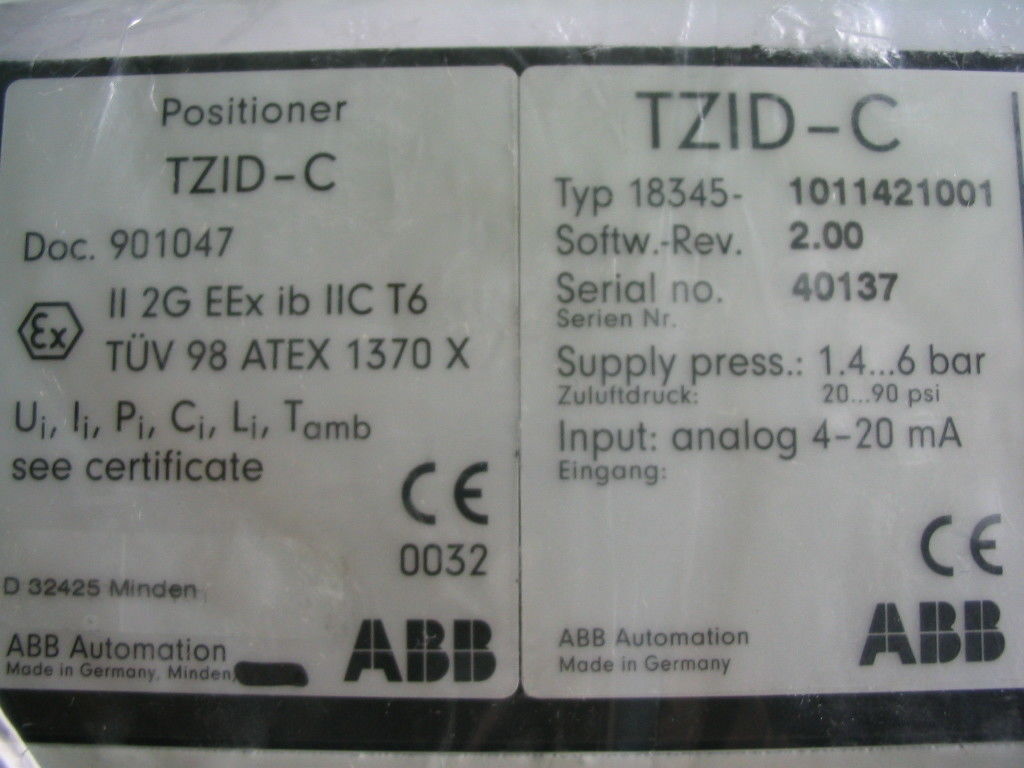 Positioner
TZID-C
Doc. 901047
Ex II 2G EEx ib IIC T6
TÜV 98 ATEX 1370 X
Ui, Ii, Pi, Ci, Li, Tamb
see certificate
CE
0032
D 32425 Minden
ABB Automation
Made in Germany, Minden,
ABB
TZID-C
Typ 18345- 1011421001
Softw.-Rev. 2.00
Serial no. 40137
Serien Nr.
Supply press.: 1.4...6 bar
Zuluftdruck: 20...90 psi
Input: analog 4-20 mA
Eingang:
CE
ABB Automation
Made in Germany
ABB